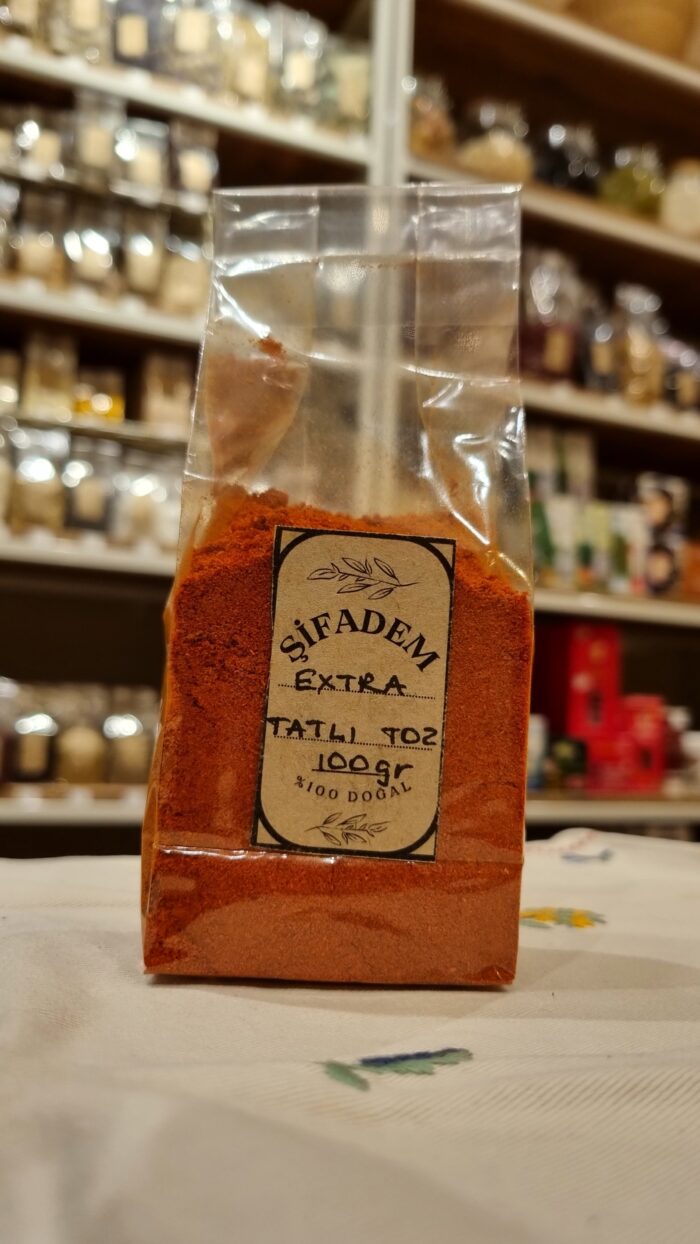 ŞİFADEM
EXTRA
TATLI TOZ
100gr
%100 DOĞAL